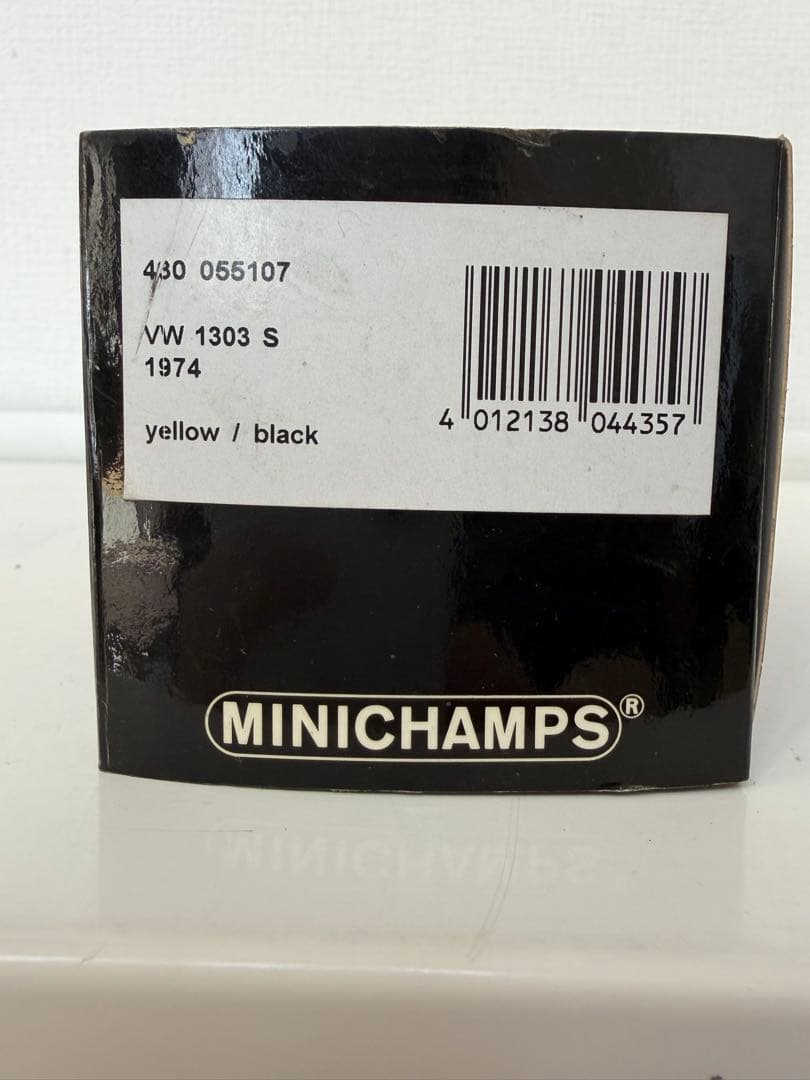 430 055107
VW 1303 S
1974
yellow / black
4 012138 044357
MINICHAMPS®